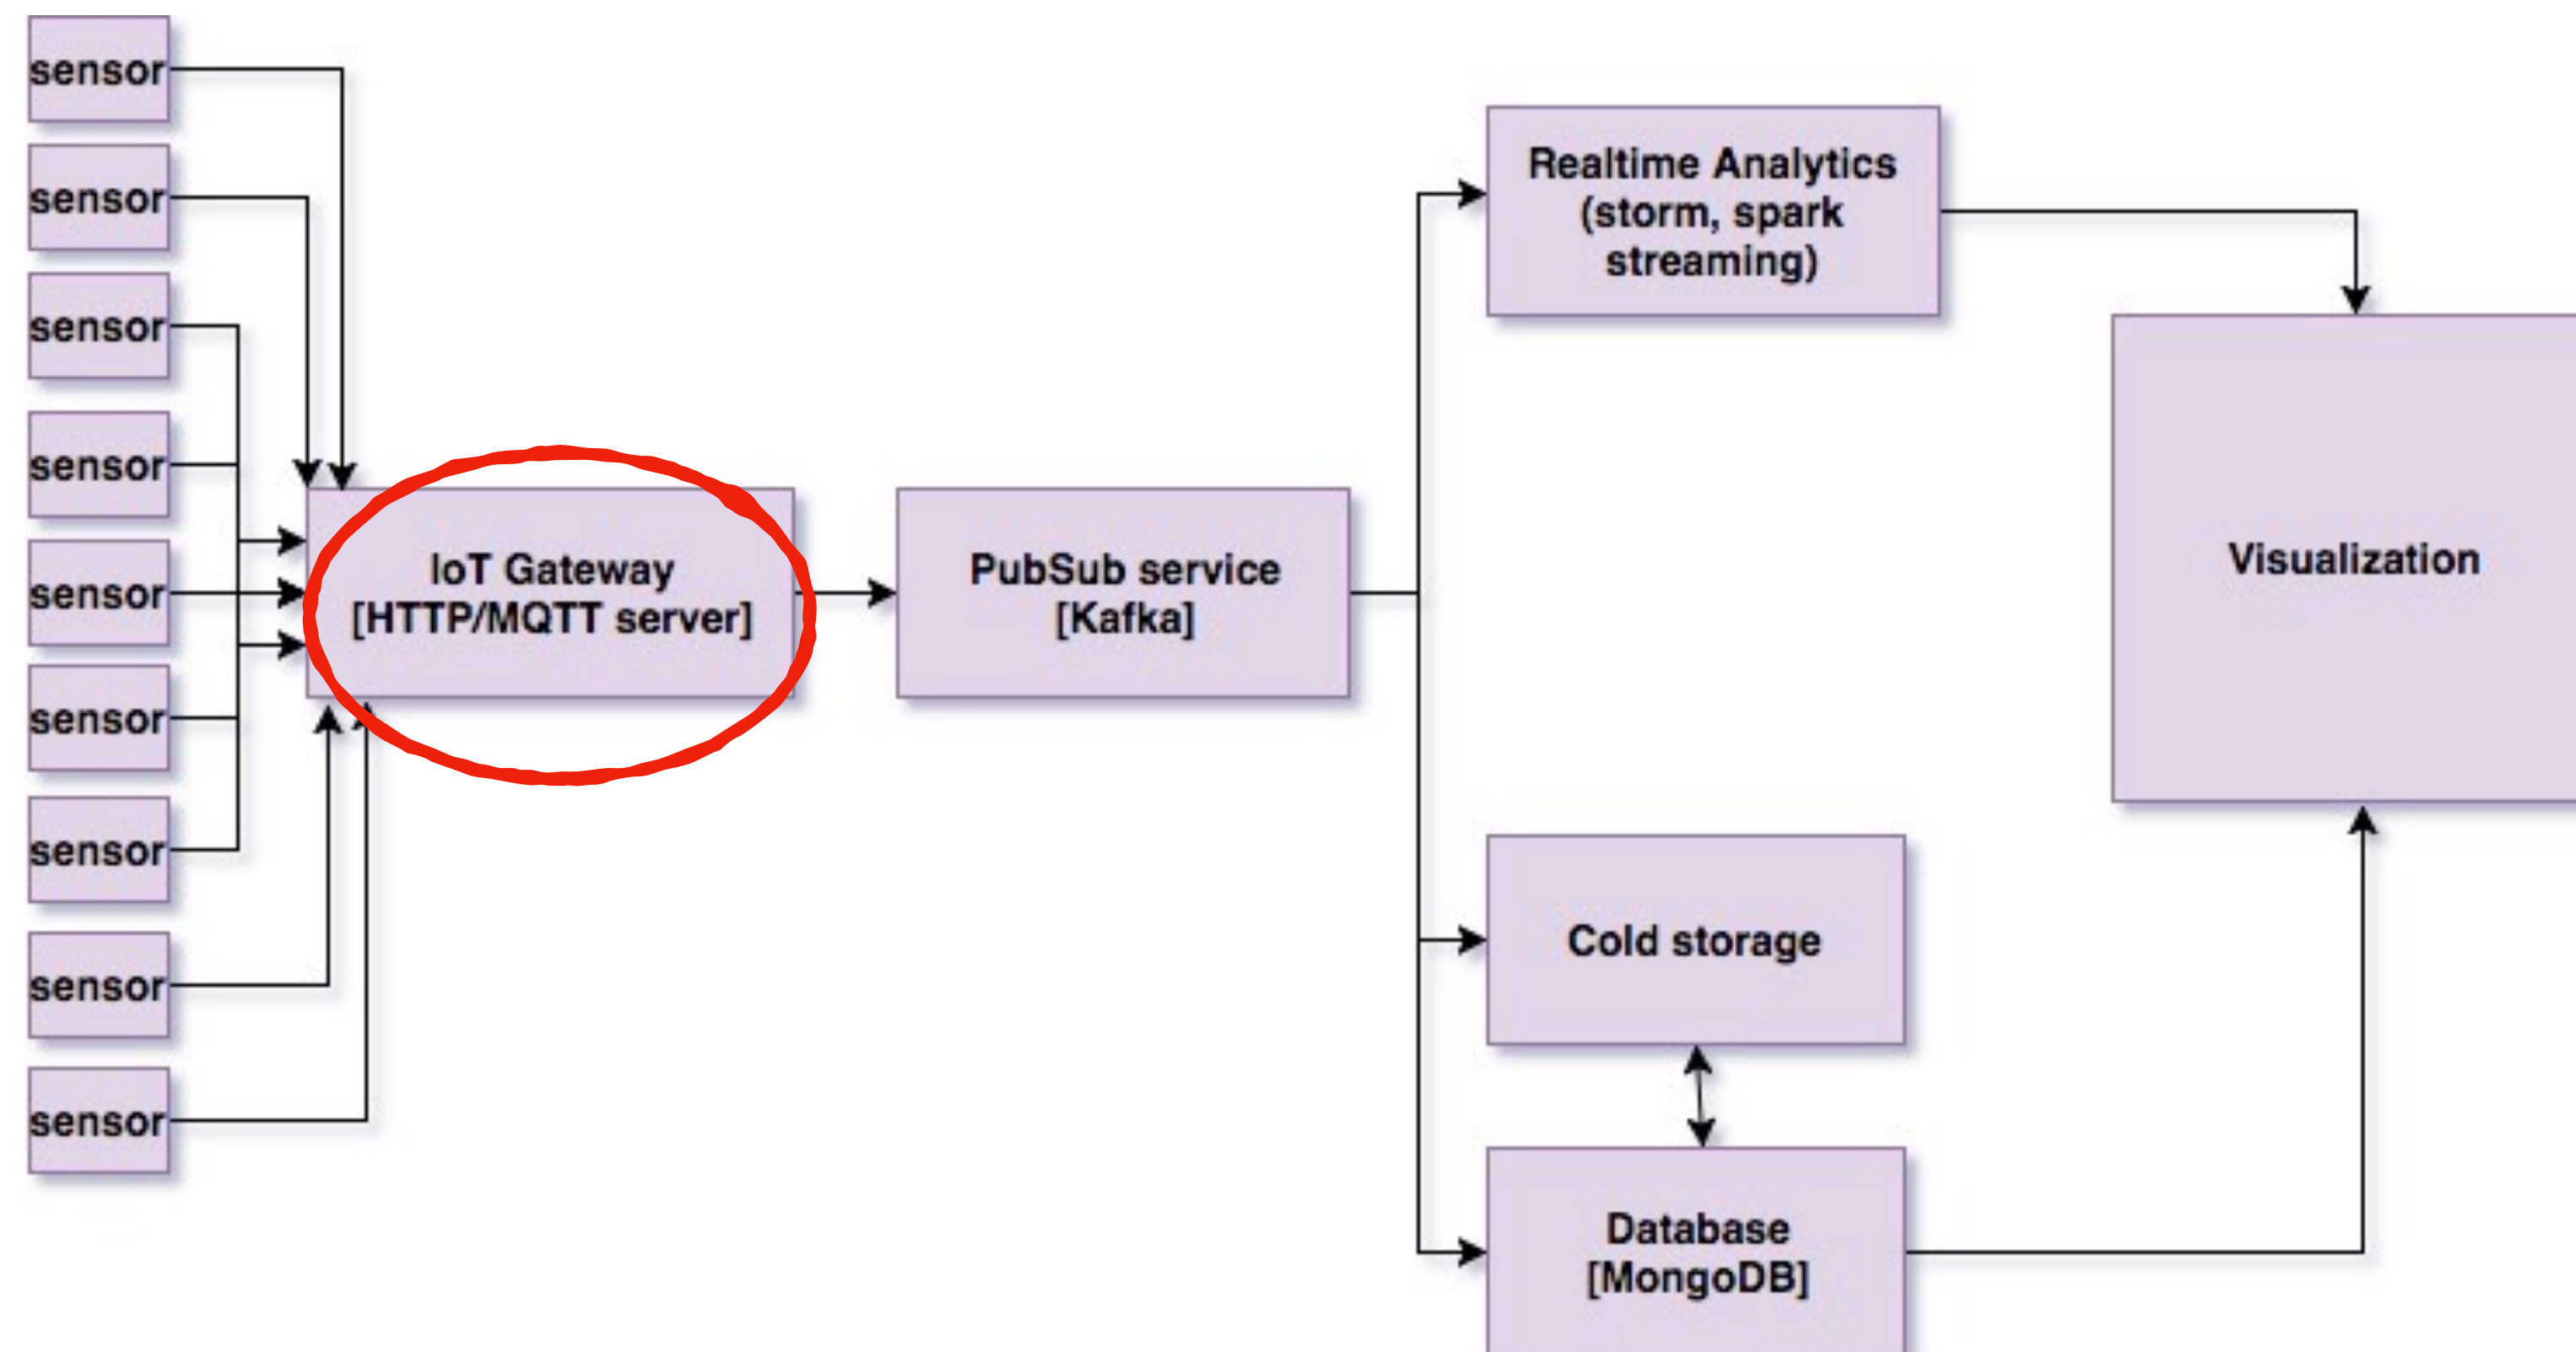 sensor
sensor
sensor
sensor
sensor
sensor
sensor
sensor
sensor
IoT Gateway
[HTTP/MQTT server]
PubSub service
[Kafka]
Realtime Analytics
(storm, spark
streaming)
Cold storage
Database
[MongoDB]
Visualization